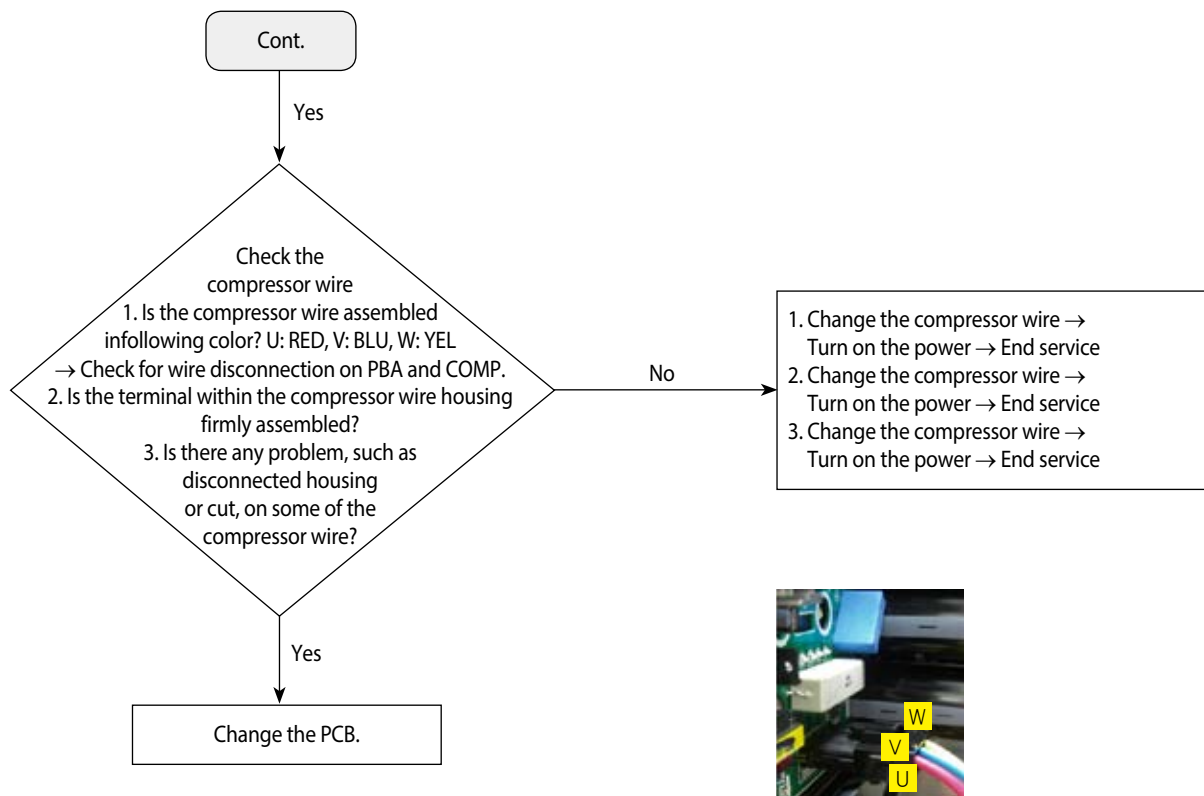 Cont.
Yes
Check the
compressor wire
1. Is the compressor wire assembled
infollowing color? U: RED, V: BLU, W: YEL
→ Check for wire disconnection on PBA and COMP.
2. Is the terminal within the compressor wire housing
firmly assembled?
3. Is there any problem, such as
disconnected housing
or cut, on some of the
compressor wire?
No
1. Change the compressor wire →
Turn on the power → End service
2. Change the compressor wire →
Turn on the power → End service
3. Change the compressor wire →
Turn on the power → End service
Yes
Change the PCB.
W
V
U